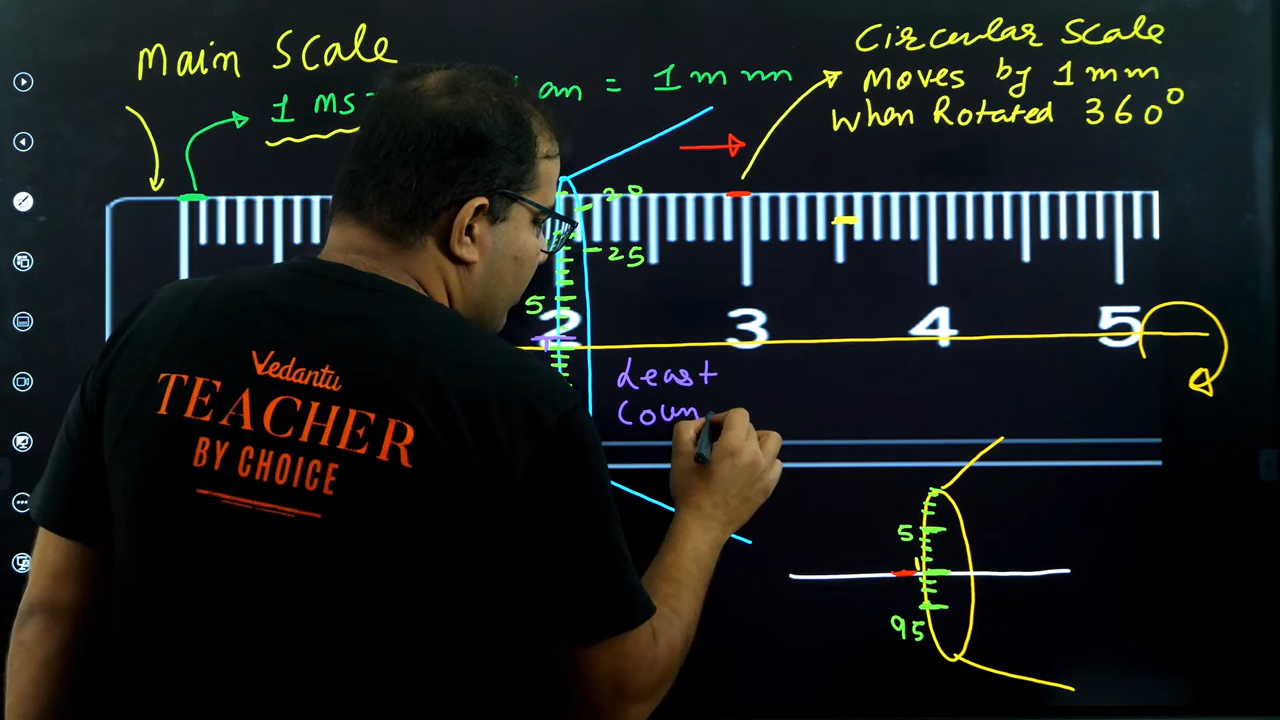 Main Scale
1 MS
= 1 mm
Circular Scale
Moves by 1 mm
When Rotated 360°
20
25
5
2 3 4 5
Least
Coun
5
95
Vedantu
TEACHER
BY CHOICE